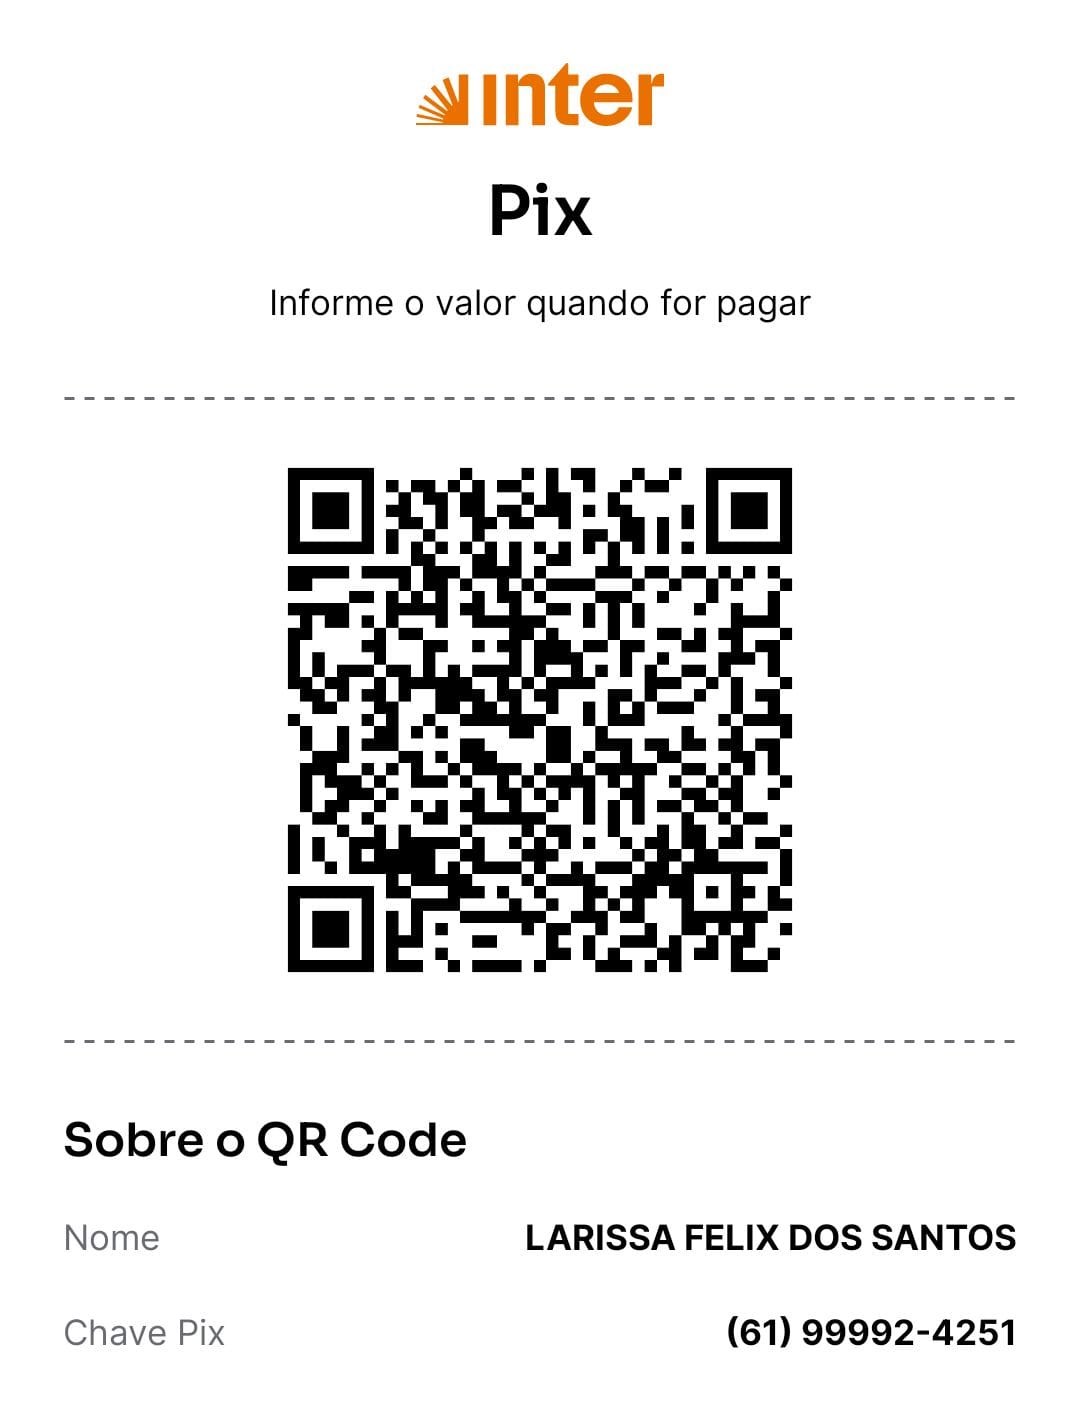 inter
Pix
Informe o valor quando for pagar
Sobre o QR Code
Nome LARISSA FELIX DOS SANTOS
Chave Pix (61) 99992-4251